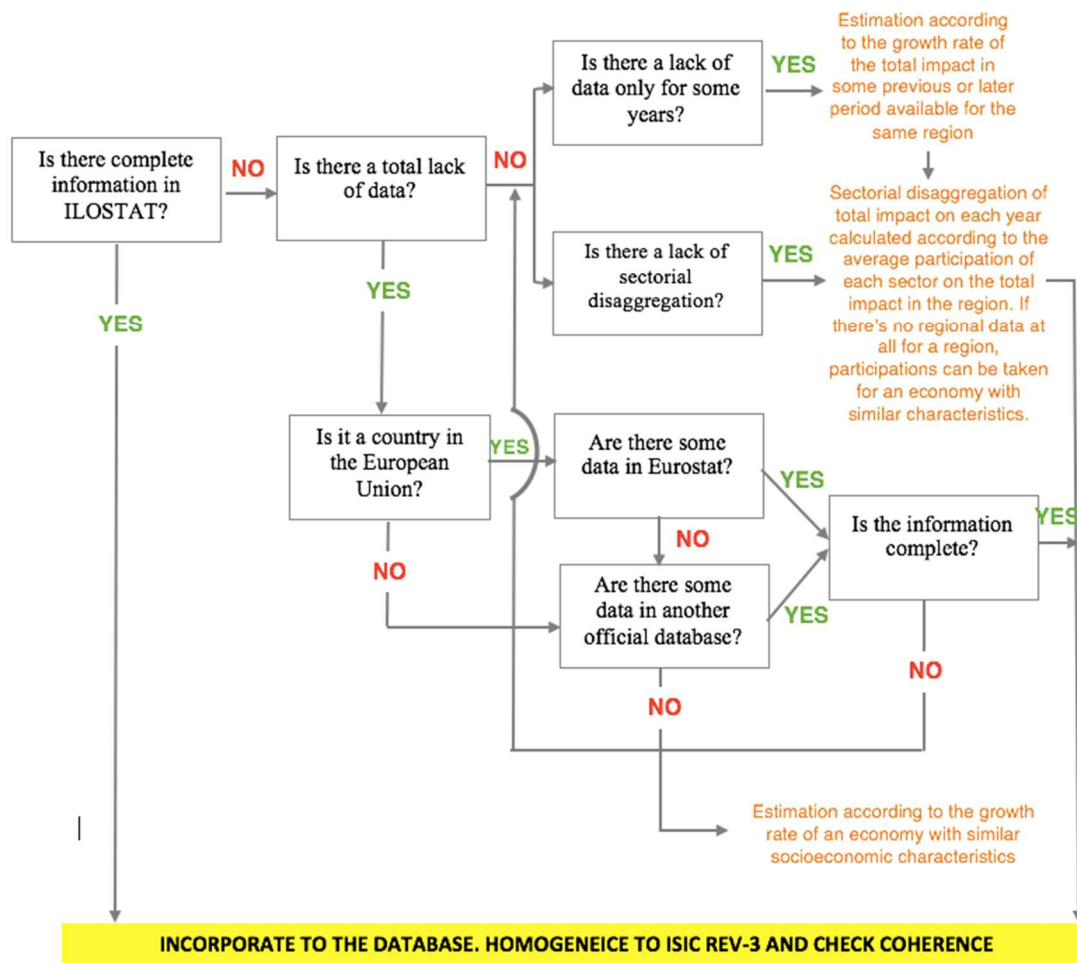 Is there complete
information in
ILOSTAT?
NO
YES
Is there a total lack
of data?
NO
YES
Is there a lack of
data only for some
years?
YES
Estimation according
to the growth rate of
the total impact in
some previous or later
period available for the
same region
Is there a lack of
sectorial
disaggregation?
YES
Sectorial disaggregation of
total impact on each year
calculated according to the
average participation of
each sector on the total
impact in the region. If
there's no regional data at
all for a region,
participations can be taken
for an economy with
similar characteristics.
Is it a country in
the European
Union?
YES
NO
Are there some
data in Eurostat?
YES
NO
Are there some
data in another
official database?
YES
NO
Is the information
complete?
YES
NO
Estimation according to the growth
rate of an economy with similar
socioeconomic characteristics
INCORPORATE TO THE DATABASE. HOMOGENEICE TO ISIC REV-3 AND CHECK COHERENCE